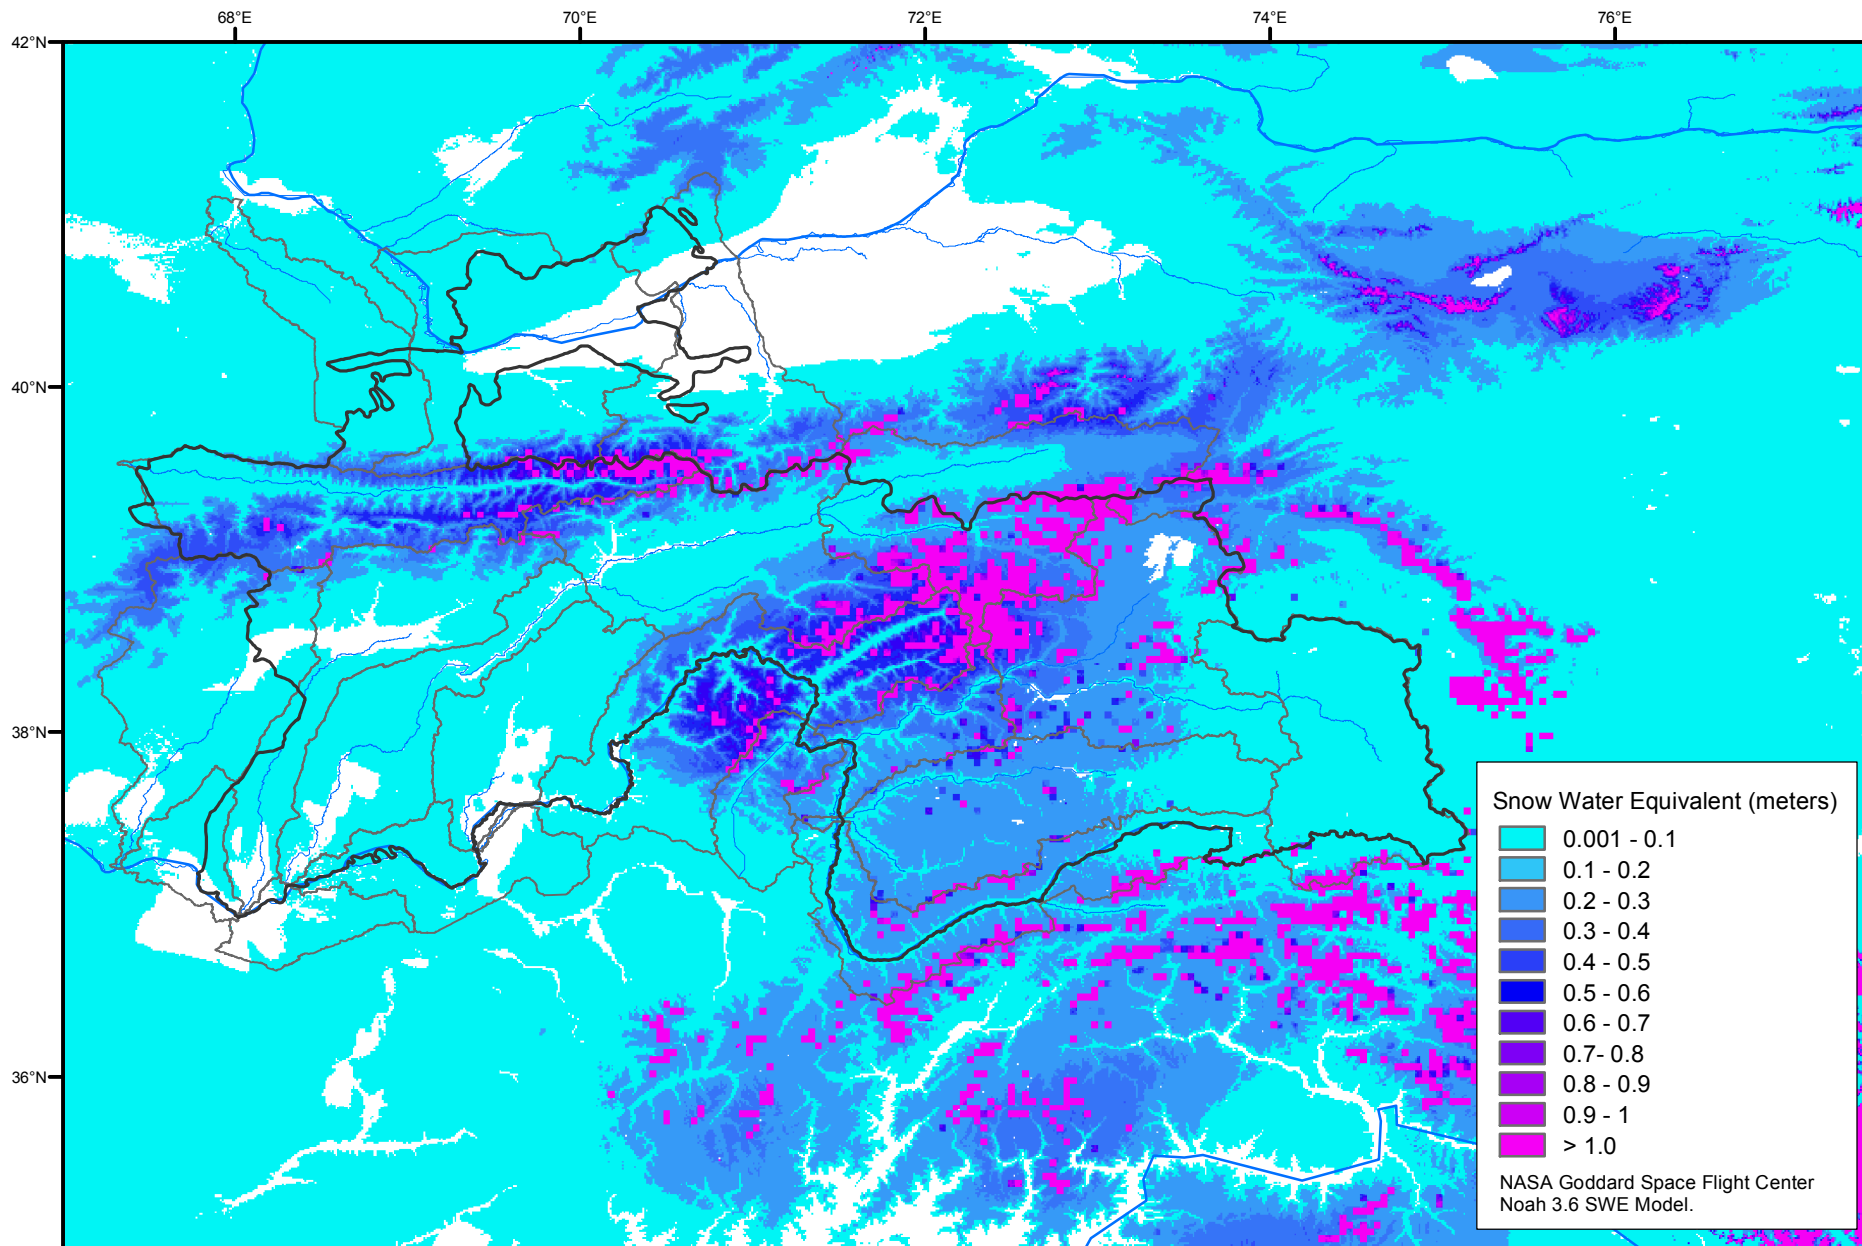 68°E
70°E
72°E
74°E
76°E
42°N
40°N
38°N
36°N
Snow Water Equivalent (meters)
0.001 - 0.1
0.1 - 0.2
0.2 - 0.3
0.3 - 0.4
0.4 - 0.5
0.5 - 0.6
0.6 - 0.7
0.7- 0.8
0.8 - 0.9
0.9 - 1
> 1.0
NASA Goddard Space Flight Center
Noah 3.6 SWE Model.